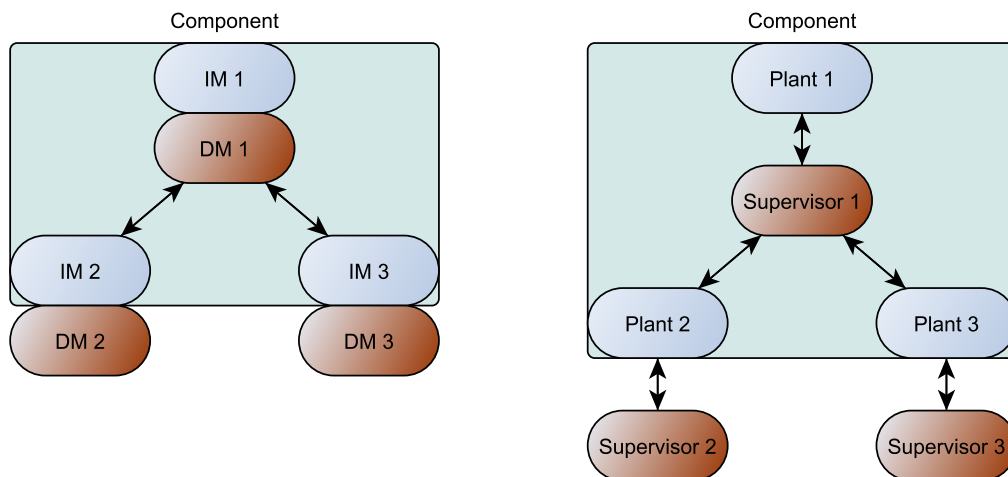 Component
IM 1
DM 1
IM 2
IM 3
DM 2
DM 3
Component
Plant 1
Supervisor 1
Plant 2
Plant 3
Supervisor 2
Supervisor 3